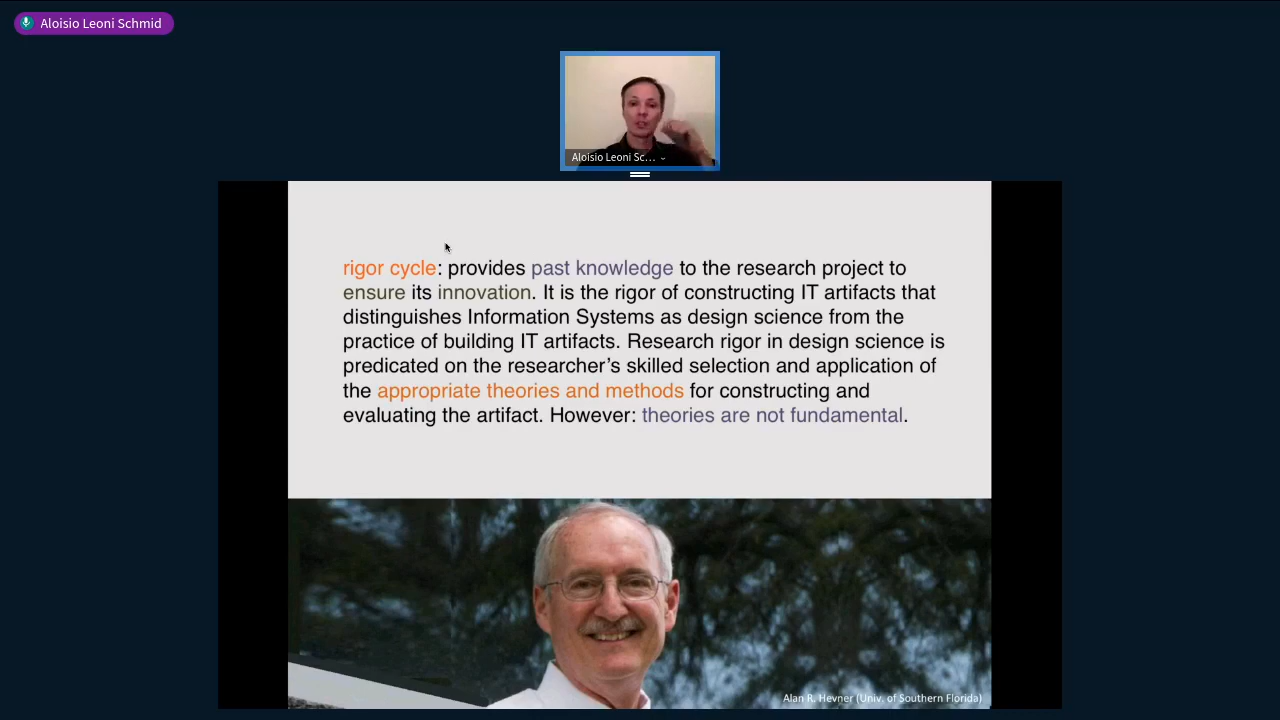 Aloisio Leoni Schmid
Aloisio Leoni Sc...
rigor cycle: provides past knowledge to the research project to
ensure its innovation. It is the rigor of constructing IT artifacts that
distinguishes Information Systems as design science from the
practice of building IT artifacts. Research rigor in design science is
predicated on the researcher’s skilled selection and application of
the appropriate theories and methods for constructing and
evaluating the artifact. However: theories are not fundamental.
Alan R. Hevner (Univ. of Southern Florida)